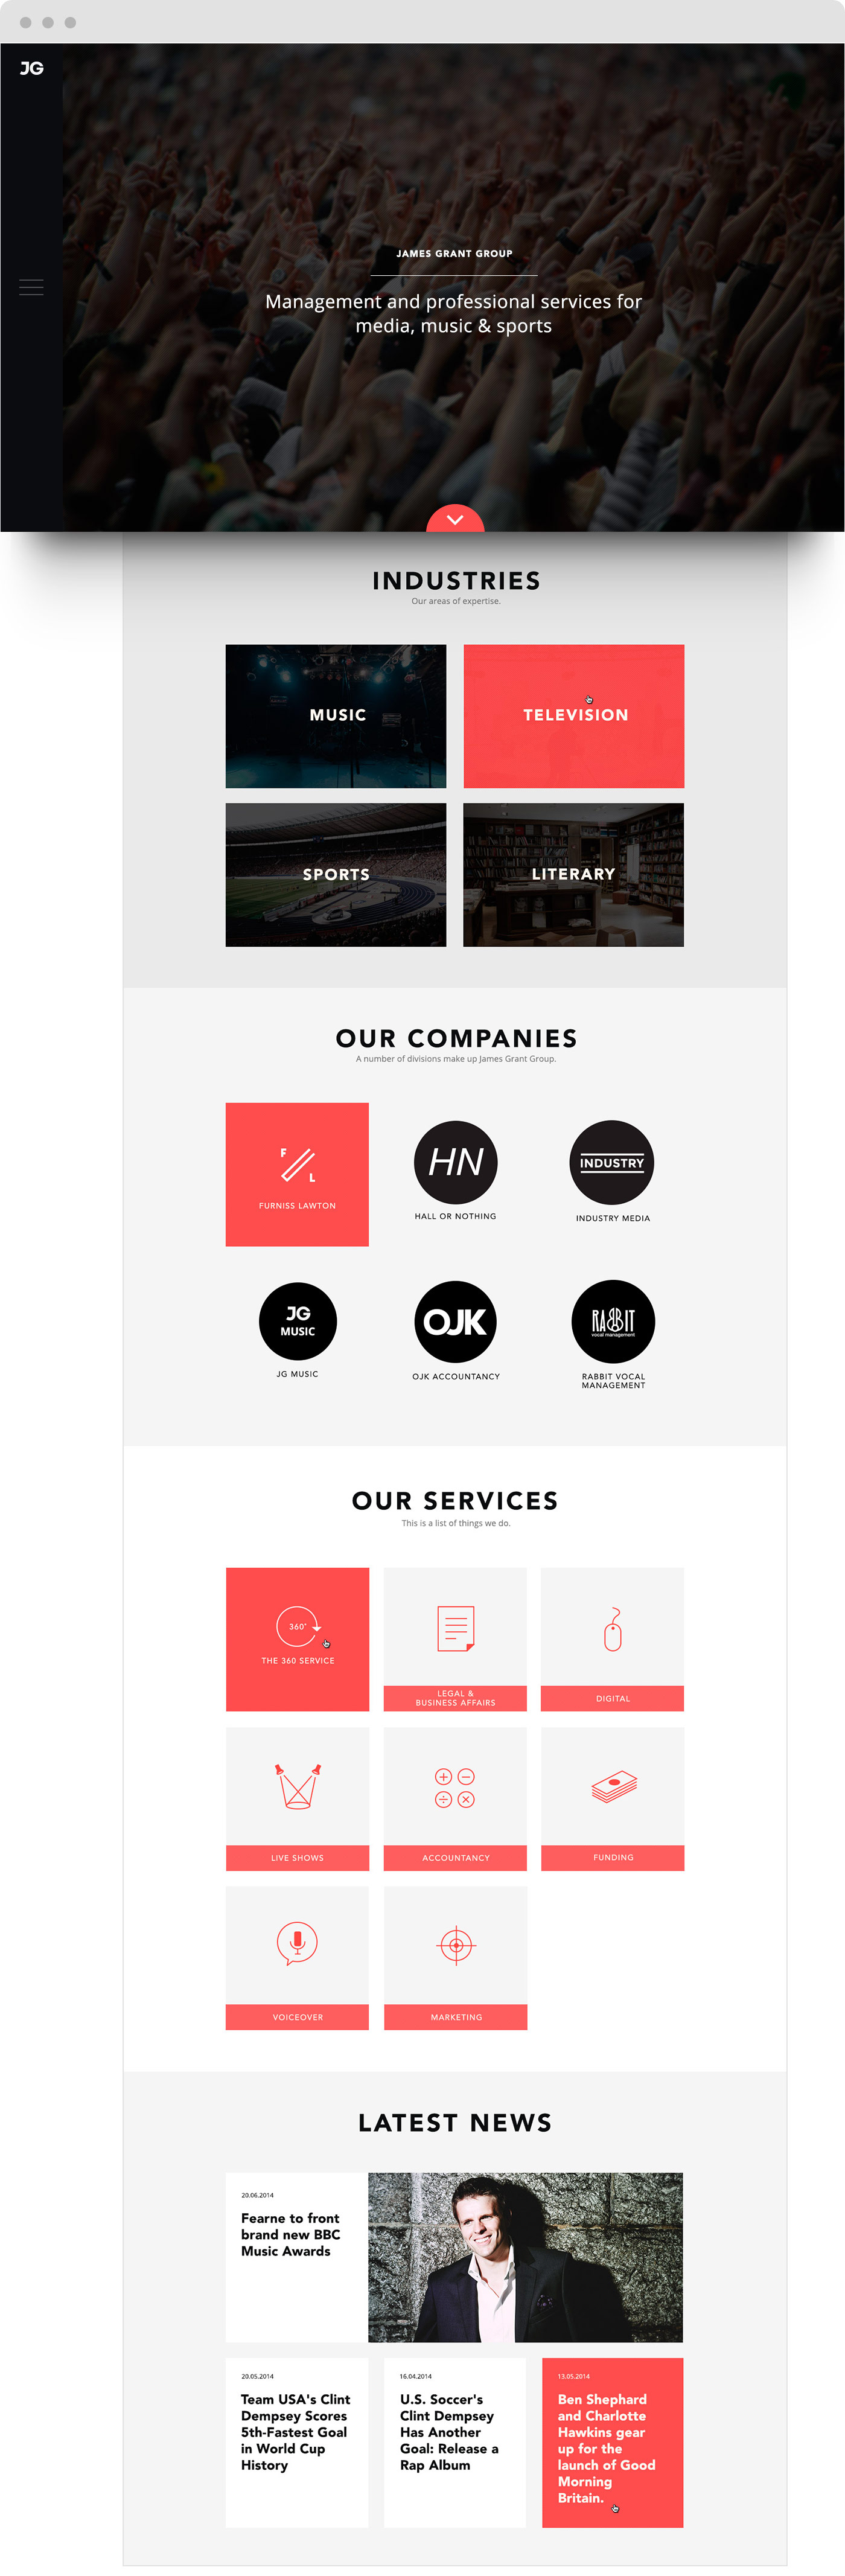 JG
JAMES GRANT GROUP
Management and professional services for
media, music & sports
INDUSTRIES
Our areas of expertise.
MUSIC
TELEVISION
SPORTS
LITERARY
OUR COMPANIES
A number of divisions make up James Grant Group.
F
L
FURNISS LAWTON
HN
HALL OR NOTHING
INDUSTRY
INDUSTRY MEDIA
JG
MUSIC
JG MUSIC
OJK
OJK ACCOUNTANCY
RABBIT
vocal management
RABBIT VOCAL
MANAGEMENT
OUR SERVICES
This is a list of things we do.
360°
THE 360 SERVICE
LEGAL &
BUSINESS AFFAIRS
DIGITAL
LIVE SHOWS
ACCOUNTANCY
FUNDING
VOICEOVER
MARKETING
LATEST NEWS
20.06.2014
Fearne to front
brand new BBC
Music Awards
20.05.2014
Team USA's Clint
Dempsey Scores
5th-Fastest Goal
in World Cup
History
16.04.2014
U.S. Soccer's
Clint Dempsey
Has Another
Goal: Release a
Rap Album
13.05.2014
Ben Shephard
and Charlotte
Hawkins gear
up for the
launch of Good
Morning
Britain.